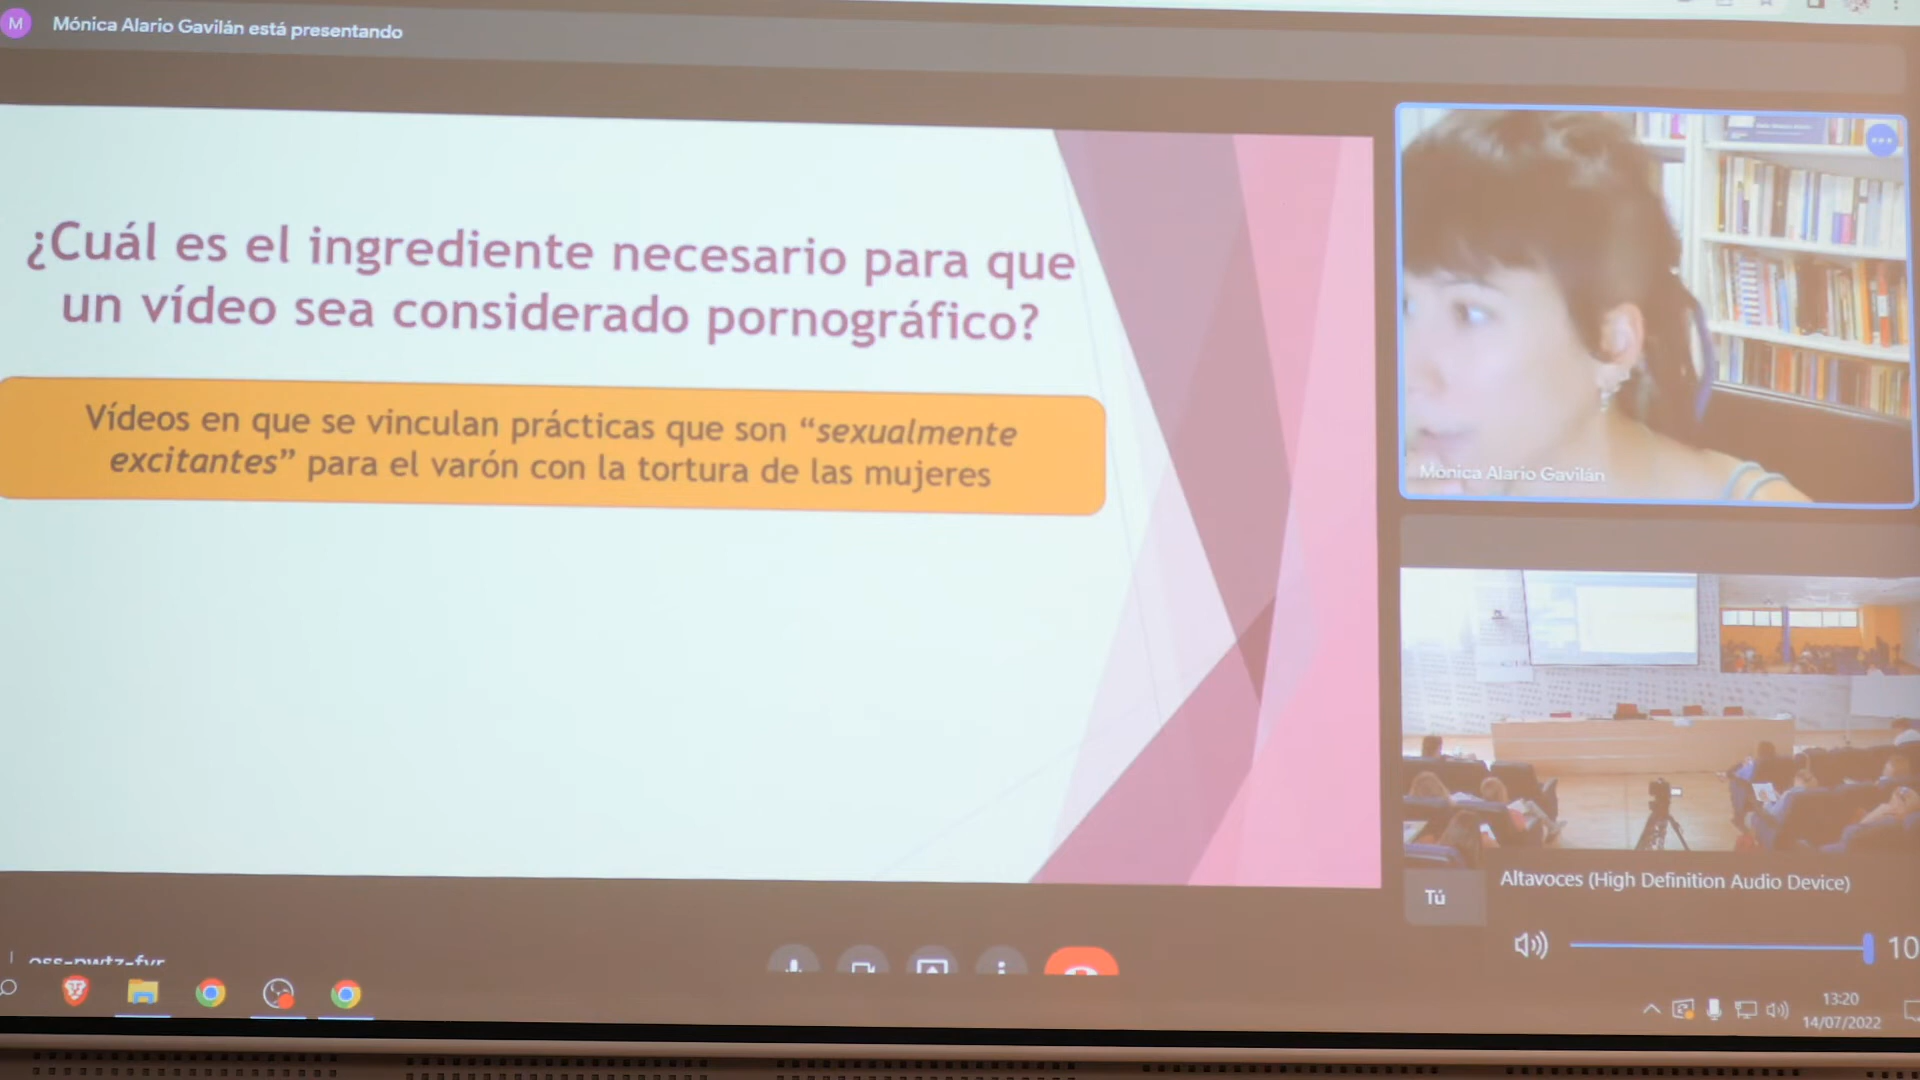 M
Mónica Alario Gavilán está presentando
¿Cuál es el ingrediente necesario para que
un vídeo sea considerado pornográfico?
Vídeos en que se vinculan prácticas que son “sexualmente
excitantes” para el varón con la tortura de las mujeres
Mónica Alario Gavilán
Tú
Altavoces (High Definition Audio Device)
10
13:20
14/07/2022